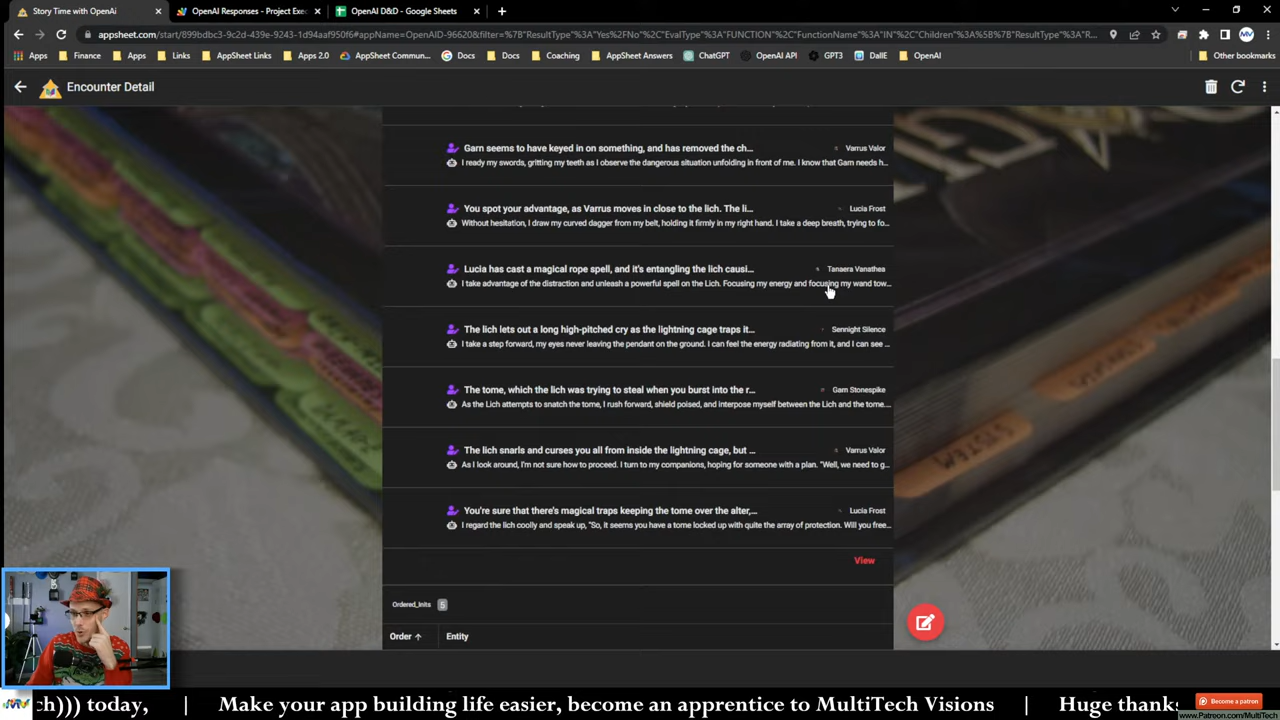 Story Time with OpenAi
OpenAI Responses - Project Exec
OpenAI D&D - Google Sheets
appsheet.com/start/899bdbc3-9c2d-439e-9243-1d94aaf950f6#appName=OpenAID-96620&filter=%7B"ResultType"%3A"Yes%2FNo"%2C"EvalType"%3A"FUNCTION"%2C"FunctionName"%3A"IN"%2C"Children"%3A%5B%7B"ResultType"%3A"R...
Apps Finance Apps Links AppSheet Links Apps 2.0 AppSheet Commun... Docs Docs Coaching AppSheet Answers ChatGPT OpenAI API GPT3 DallE OpenAI Other bookmarks
Encounter Detail
Garn seems to have keyed in on something, and has removed the ch... Varrus Valor
I ready my swords, gritting my teeth as I observe the dangerous situation unfolding in front of me. I know that Garn needs h...
You spot your advantage, as Varrus moves in close to the lich. The li... Lucia Frost
Without hesitation, I draw my curved dagger from my belt, holding it firmly in my right hand. I take a deep breath, trying to fo...
Lucia has cast a magical rope spell, and it's entangling the lich causi... Tanaera Vanathea
I take advantage of the distraction and unleash a powerful spell on the Lich. Focusing my energy and focusing my wand tow...
The lich lets out a long high-pitched cry as the lightning cage traps it... Sennight Silence
I take a step forward, my eyes never leaving the pendant on the ground. I can feel the energy radiating from it, and I can see ...
The tome, which the lich was trying to steal when you burst into the r... Garn Stonespike
As the Lich attempts to snatch the tome, I rush forward, shield poised, and interpose myself between the Lich and the tome....
The lich snarls and curses you all from inside the lightning cage, but ... Varrus Valor
As I look around, I'm not sure how to proceed. I turn to my companions, hoping for someone with a plan. "Well, we need to g...
You're sure that there's magical traps keeping the tome over the alter,... Lucia Frost
I regard the lich coolly and speak up, "So, it seems you have a tome locked up with quite the array of protection. Will you free...
View
Ordered_Inits 5
Order Entity
SISTEM
ch))) today, | Make your app building life easier, become an apprentice to MultiTech Visions | Huge thanks
Become a patron
www.Patreon.com/MultiTech